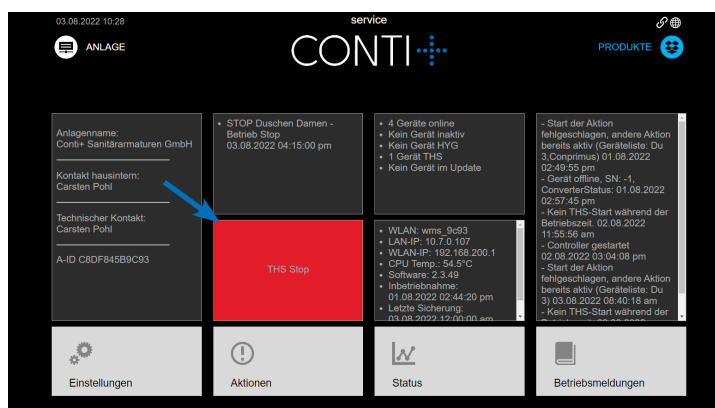 03.08.2022 10:28
service
ANLAGE
CONTI
PRODUKTE
Anlagenname:
Conti+ Sanitärarmaturen GmbH
Kontakt hausintern:
Carsten Pohl
Technischer Kontakt:
Carsten Pohl
A-ID C8DF845B9C93
• STOP Duschen Damen -
Betrieb Stop
03.08.2022 04:15:00 pm
THS Stop
• 4 Geräte online
• Kein Gerät inaktiv
• Kein Gerät HYG
• 1 Gerät THS
• Kein Gerät im Update
• WLAN: wms_9c93
• LAN-IP: 10.7.0.107
• WLAN-IP: 192.168.200.1
• CPU Temp.: 54.5°C
• Software: 2.3.49
• Inbetriebnahme:
01.08.2022 02:44:20 pm
• Letzte Sicherung:
03.08.2022 12:00:00 am
- Start der Aktion
fehlgeschlagen, andere Aktion
bereits aktiv (Geräteliste: Du
3,Conprimus) 01.08.2022
02:49:55 pm
- Gerät offline, SN: -1,
ConverterStatus: 01.08.2022
02:57:45 pm
- Kein THS-Start während der
Betriebszeit. 02.08.2022
11:55:56 am
- Controller gestartet
02.08.2022 03:04:08 pm
- Start der Aktion
fehlgeschlagen, andere Aktion
bereits aktiv (Geräteliste: Du
3) 03.08.2022 08:40:18 am
- Kein THS-Start während der
Einstellungen
Aktionen
Status
Betriebsmeldungen